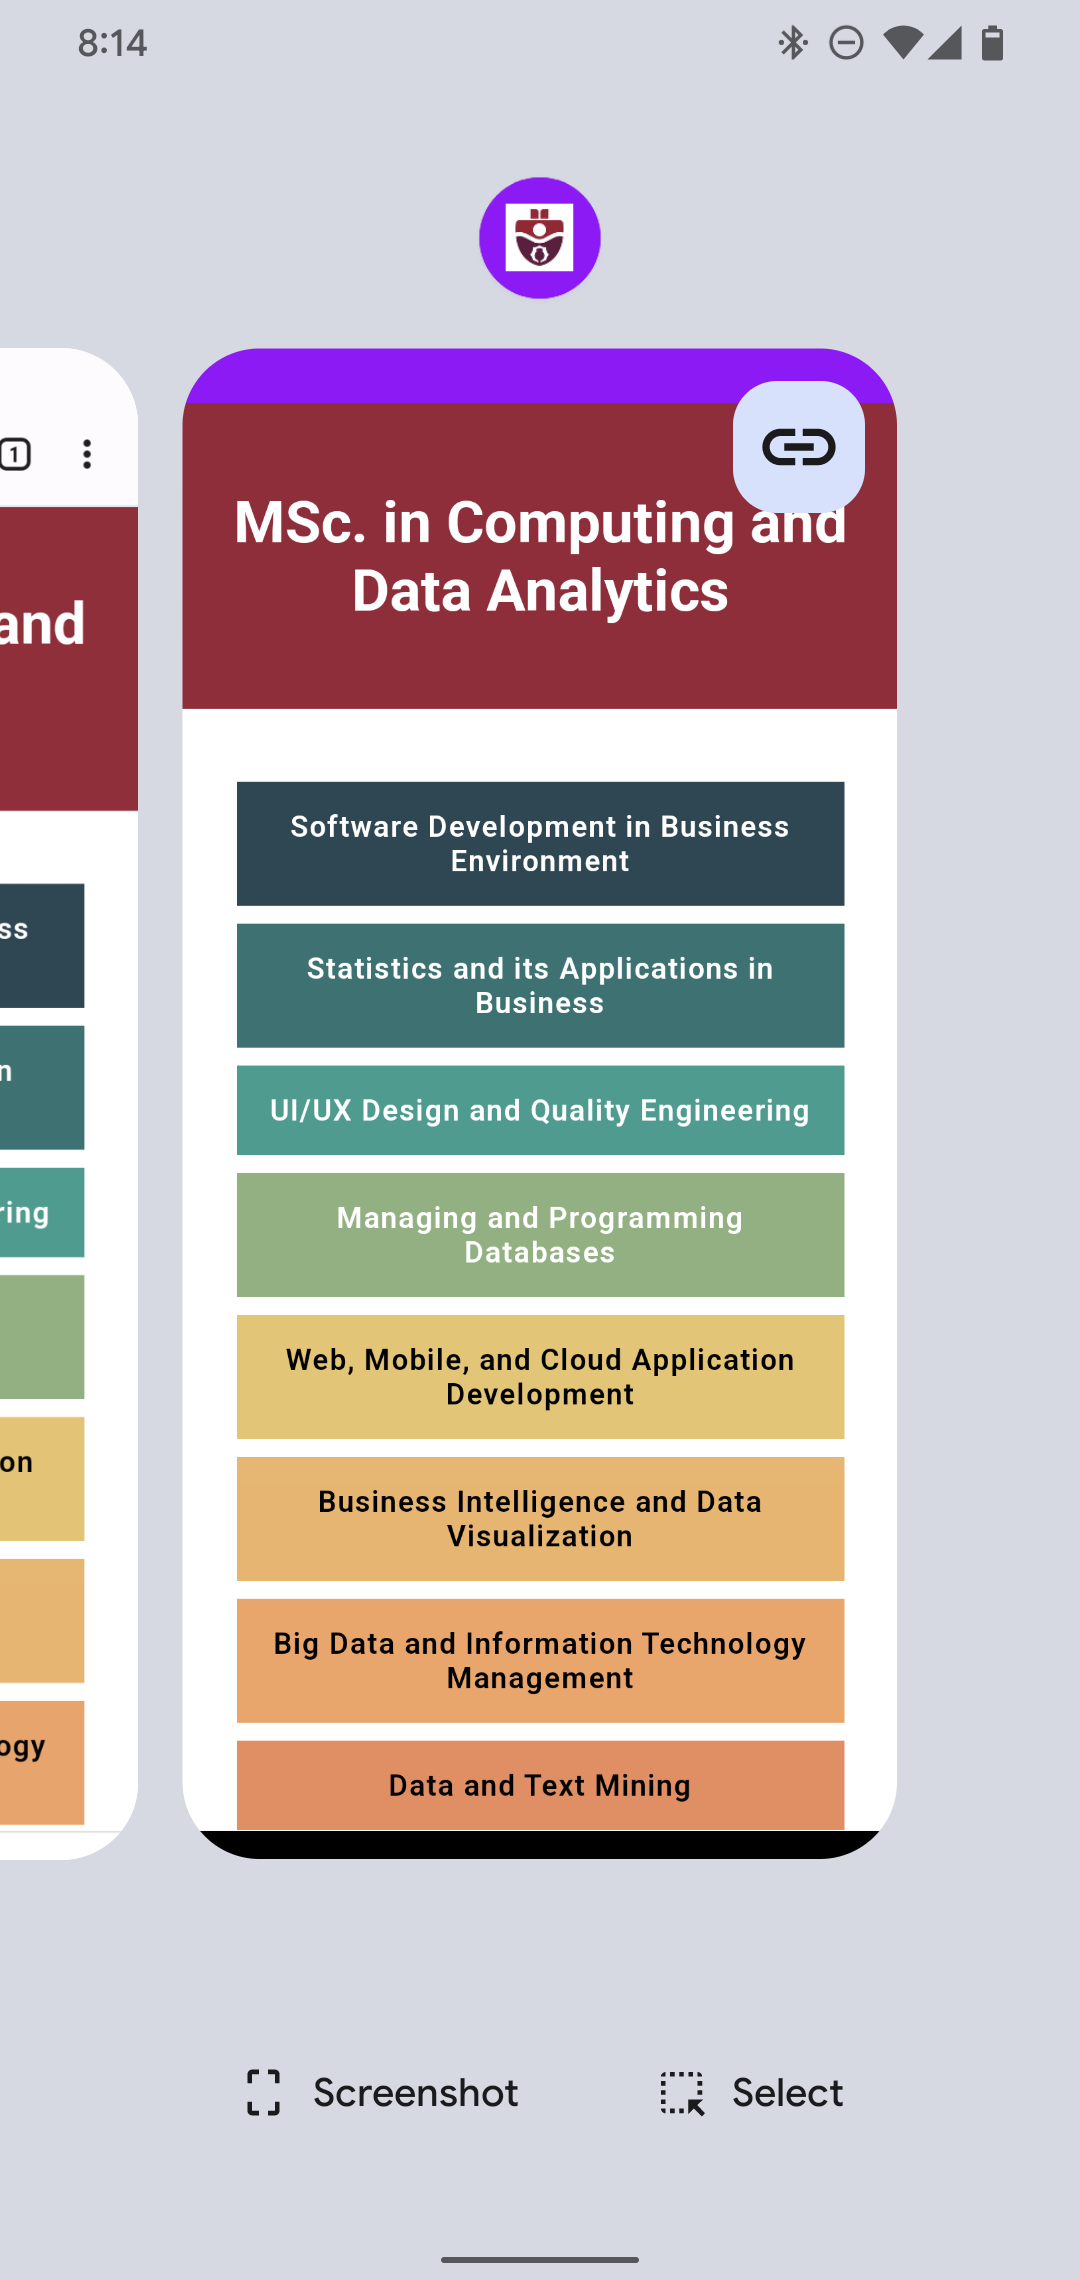 8:14
1
and
ss
n
ring
on
ogy
MSc. in Computing and
Data Analytics
Software Development in Business
Environment
Statistics and its Applications in
Business
UI/UX Design and Quality Engineering
Managing and Programming
Databases
Web, Mobile, and Cloud Application
Development
Business Intelligence and Data
Visualization
Big Data and Information Technology
Management
Data and Text Mining
Screenshot
Select